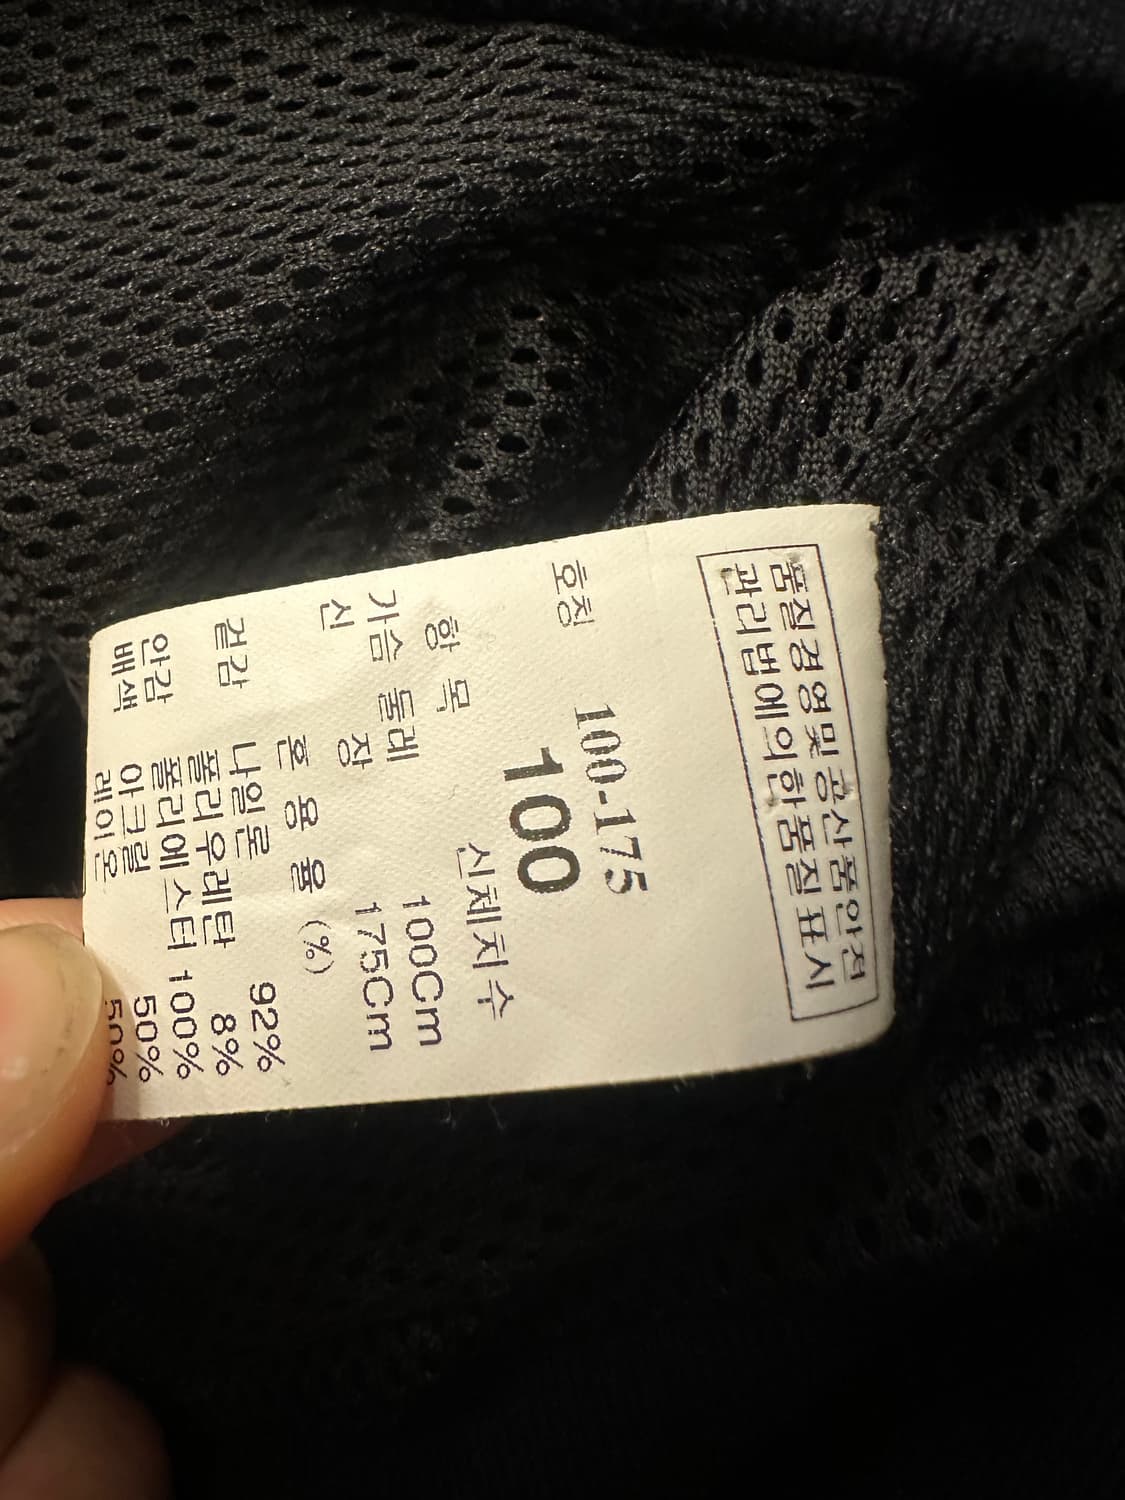 품질경영및공산품안전
관리법에의한품질표시
호칭 100-175
100
항 목 신체치수
가슴둘레 100Cm
신 장 175Cm
혼 용 율 (%)
겉감 나일론 92%
폴리우레탄 8%
안감 폴리에스터 100%
배색 아크릴 50%
레이온 50%